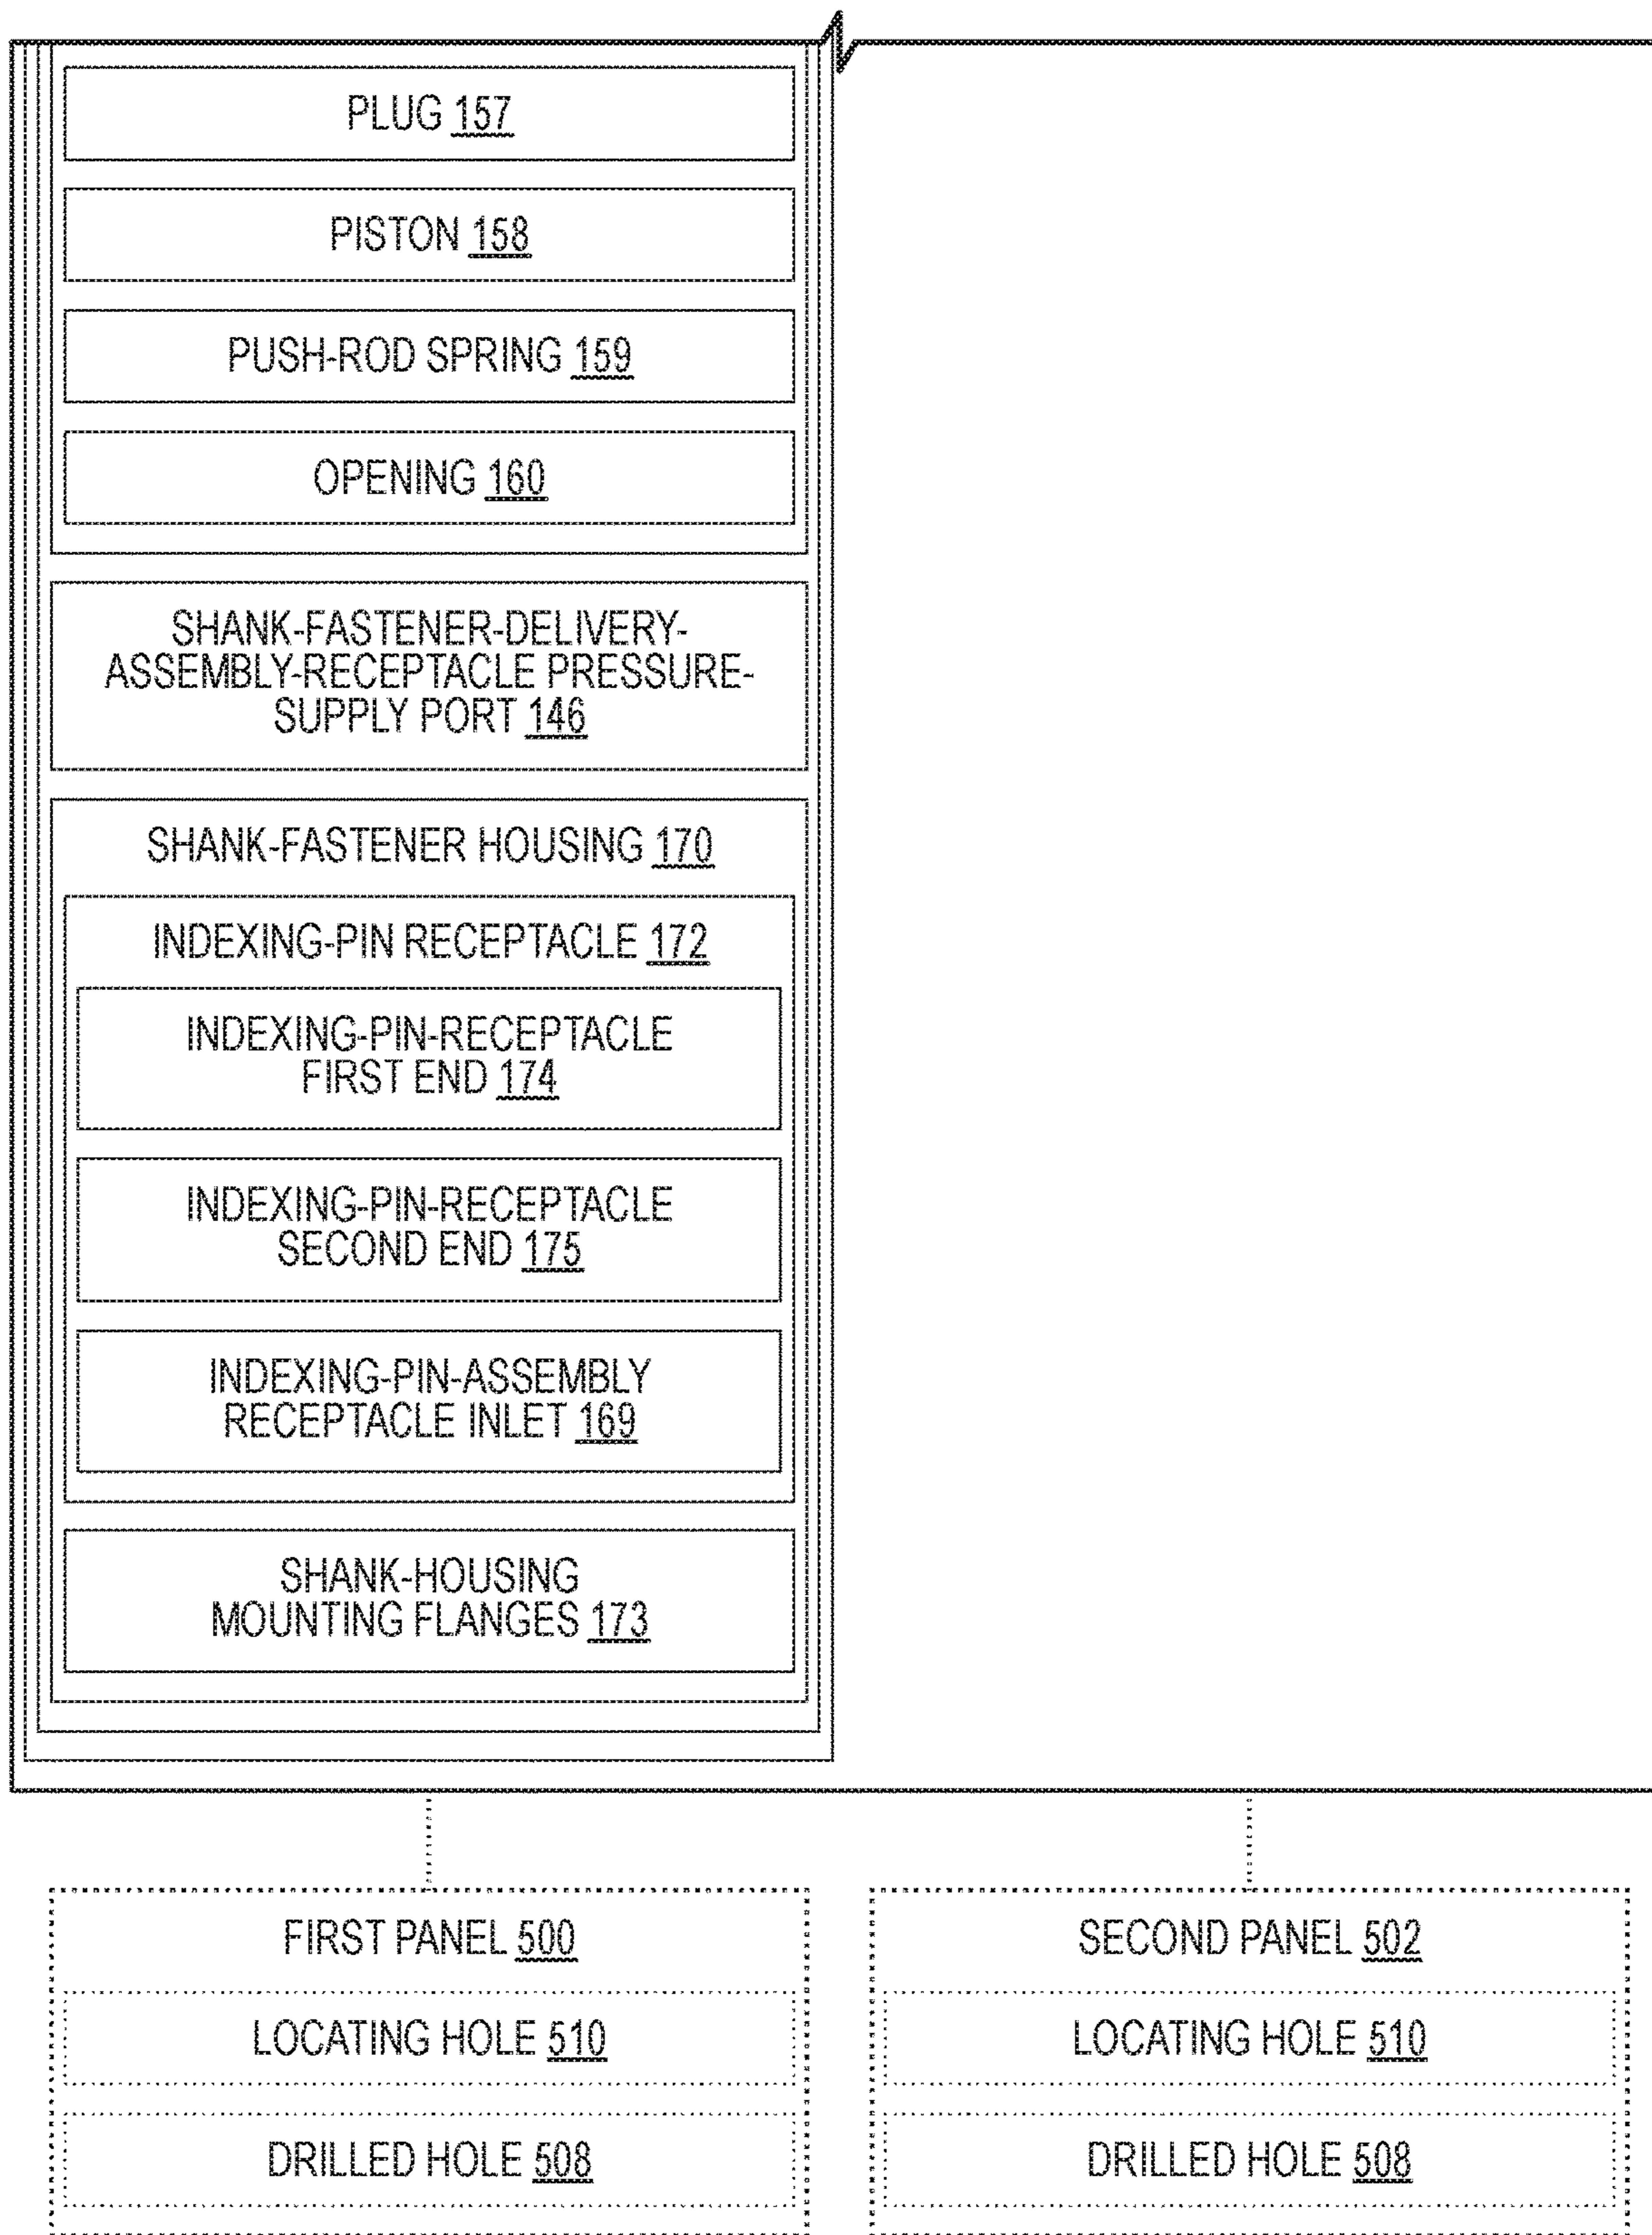 PLUG 157
PISTON 158
PUSH-ROD SPRING 159
OPENING 160
SHANK-FASTENER-DELIVERY-
ASSEMBLY-RECEPTACLE PRESSURE-
SUPPLY PORT 146
SHANK-FASTENER HOUSING 170
INDEXING-PIN RECEPTACLE 172
INDEXING-PIN-RECEPTACLE
FIRST END 174
INDEXING-PIN-RECEPTACLE
SECOND END 175
INDEXING-PIN-ASSEMBLY
RECEPTACLE INLET 169
SHANK-HOUSING
MOUNTING FLANGES 173
FIRST PANEL 500
LOCATING HOLE 510
DRILLED HOLE 508
SECOND PANEL 502
LOCATING HOLE 510
DRILLED HOLE 508